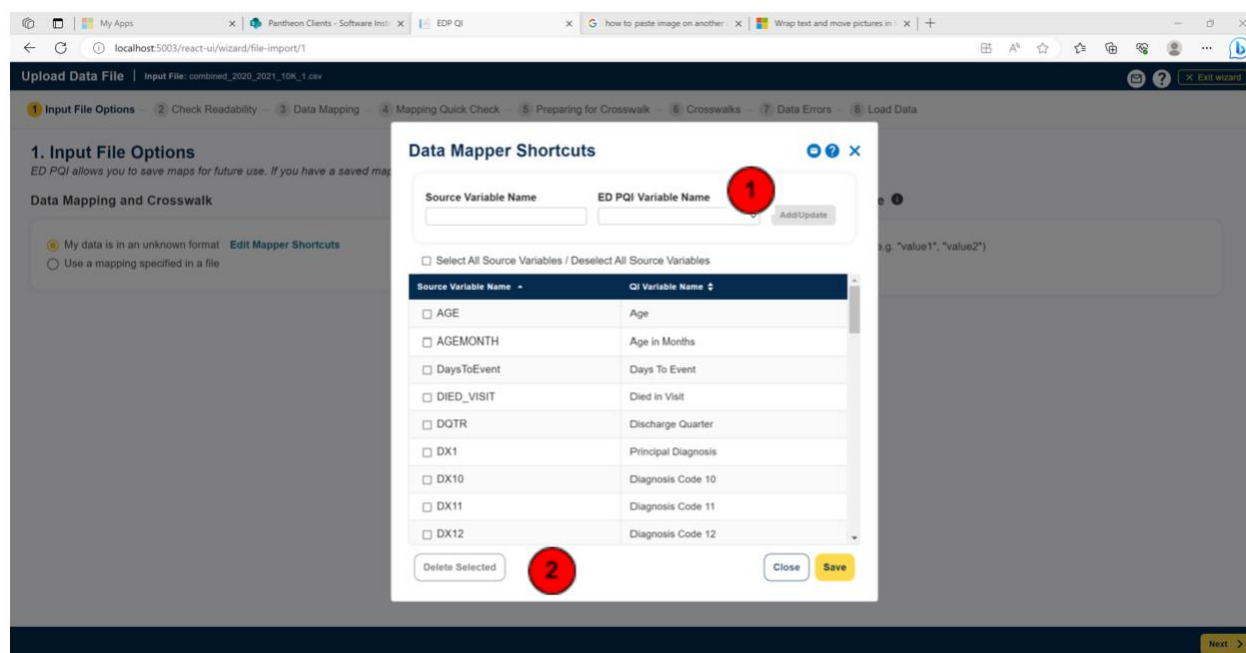 My Apps
Pantheon Clients - Software Inst
EDP QI
how to paste image on another
Wrap text and move pictures in
localhost:5003/react-ui/wizard/file-import/1
Upload Data File | Input File: combined_2020_2021_10K_1.csv
Exit wizard
1 Input File Options 2 Check Readability 3 Data Mapping 4 Mapping Quick Check 5 Preparing for Crosswalk 6 Crosswalks 7 Data Errors 8 Load Data
1. Input File Options
ED PQI allows you to save maps for future use. If you have a saved map
Data Mapping and Crosswalk
My data is in an unknown format Edit Mapper Shortcuts
Use a mapping specified in a file
e.g. "value1", "value2")
Data Mapper Shortcuts
Source Variable Name ED PQI Variable Name
1
Add/Update
Select All Source Variables / Deselect All Source Variables
Source Variable Name QI Variable Name
AGE Age
AGEMONTH Age in Months
DaysToEvent Days To Event
DIED_VISIT Died in Visit
DQTR Discharge Quarter
DX1 Principal Diagnosis
DX10 Diagnosis Code 10
DX11 Diagnosis Code 11
DX12 Diagnosis Code 12
Delete Selected 2 Close Save
Next